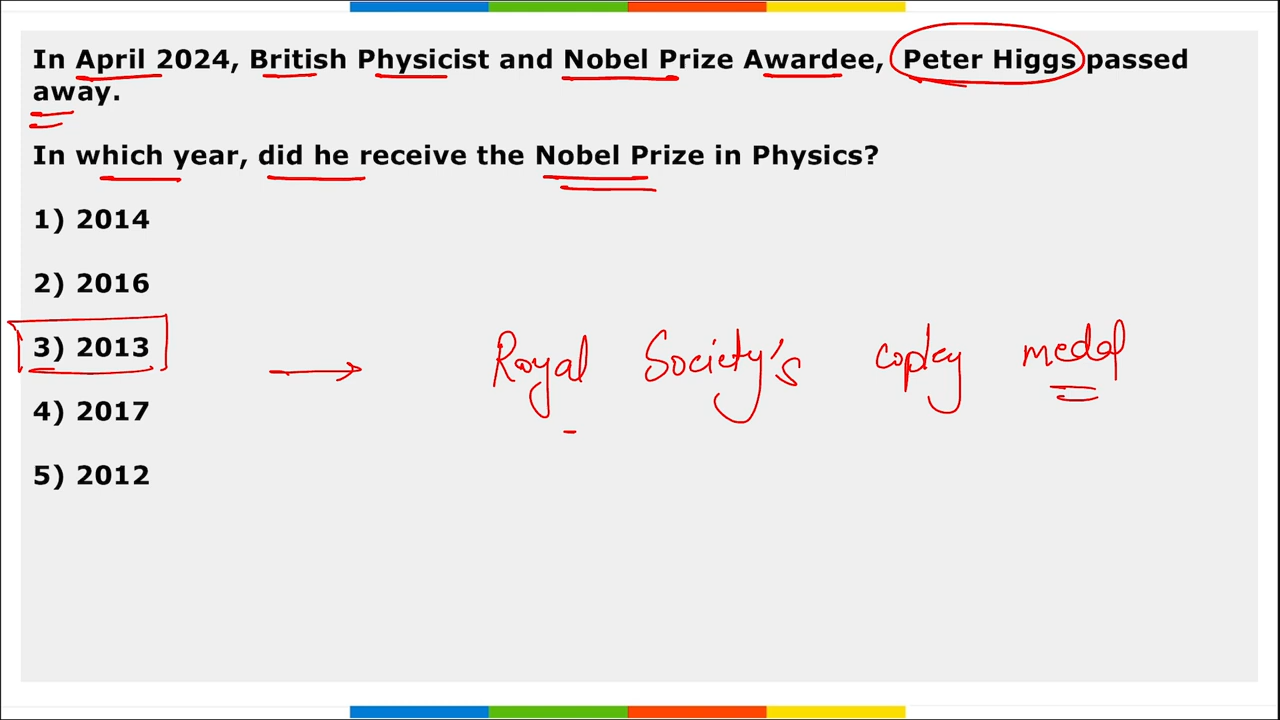 In April 2024, British Physicist and Nobel Prize Awardee, Peter Higgs passed
away.
In which year, did he receive the Nobel Prize in Physics?
1) 2014
2) 2016
3) 2013
Royal Society's copley medal
4) 2017
5) 2012